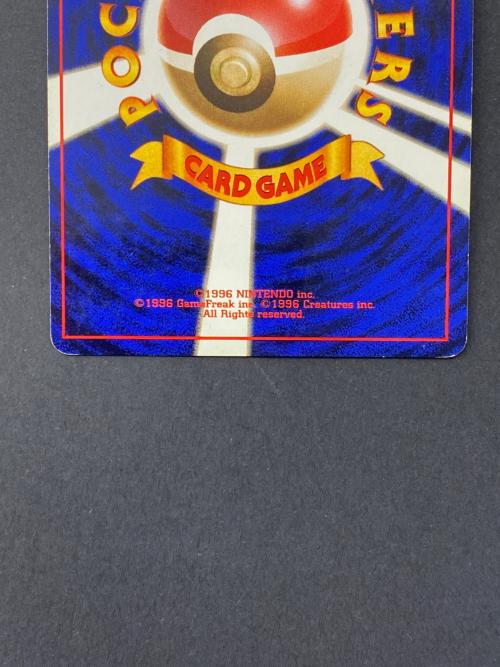 POC
ERS
CARD GAME
©1996 NINTENDO inc.
©1996 GameFreak inc. ©1996 Creatures inc.
All Rights reserved.